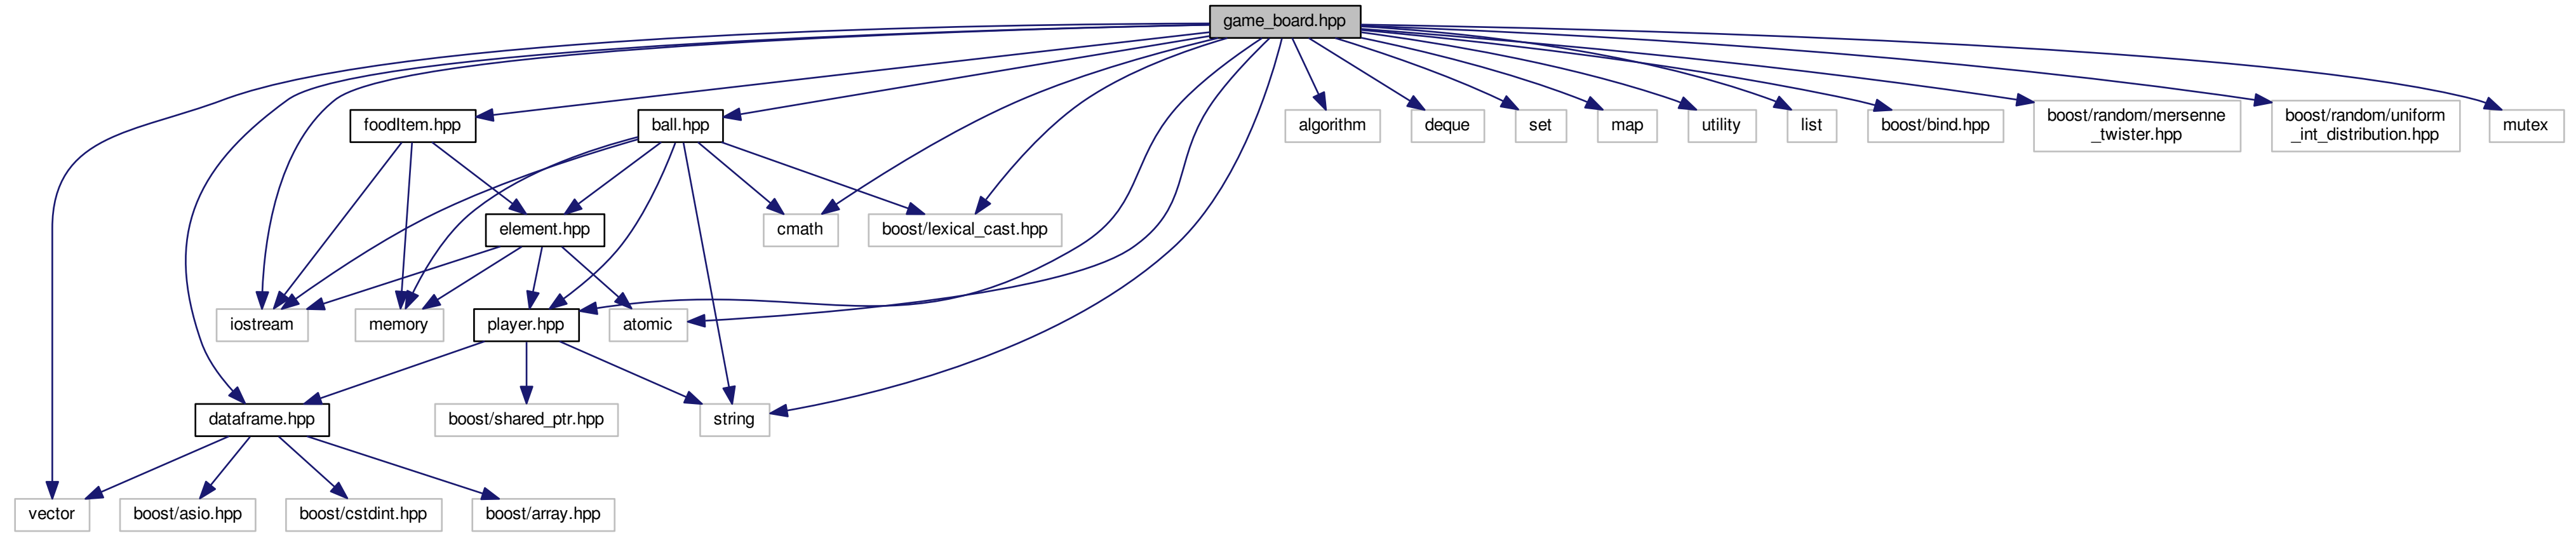 game_board.hpp
foodItem.hpp
ball.hpp
algorithm
deque
set
map
utility
list
boost/bind.hpp
boost/random/mersenne
_twister.hpp
boost/random/uniform
_int_distribution.hpp
mutex
element.hpp
cmath
boost/lexical_cast.hpp
iostream
memory
player.hpp
atomic
dataframe.hpp
boost/shared_ptr.hpp
string
vector
boost/asio.hpp
boost/cstdint.hpp
boost/array.hpp